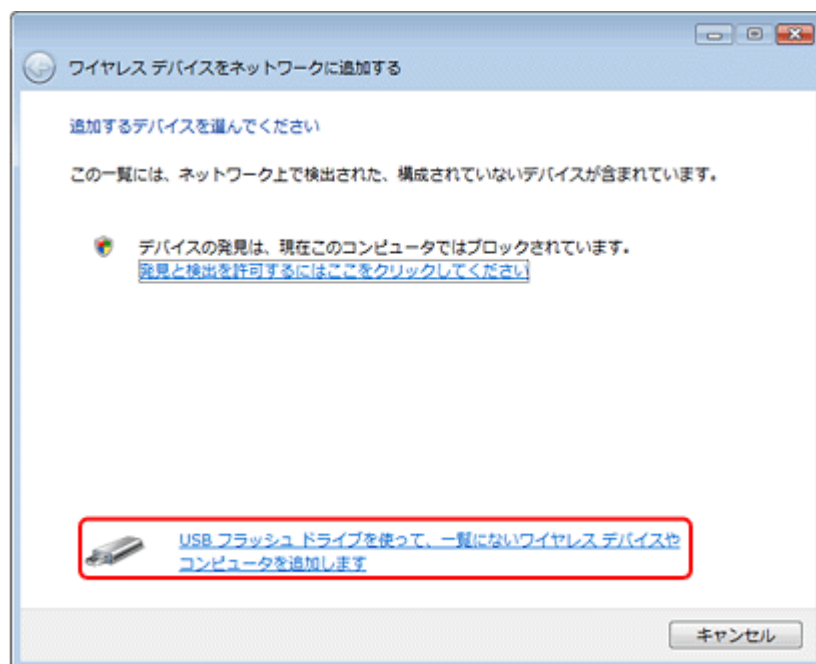 ワイヤレス デバイスをネットワークに追加する
追加するデバイスを選んでください
この一覧には、ネットワーク上で検出された、構成されていないデバイスが含まれています。
デバイスの発見は、現在このコンピュータではブロックされています。
発見と検出を許可するにはここをクリックしてください
USB フラッシュ ドライブを使って、一覧にないワイヤレス デバイスや
コンピュータを追加します
キャンセル